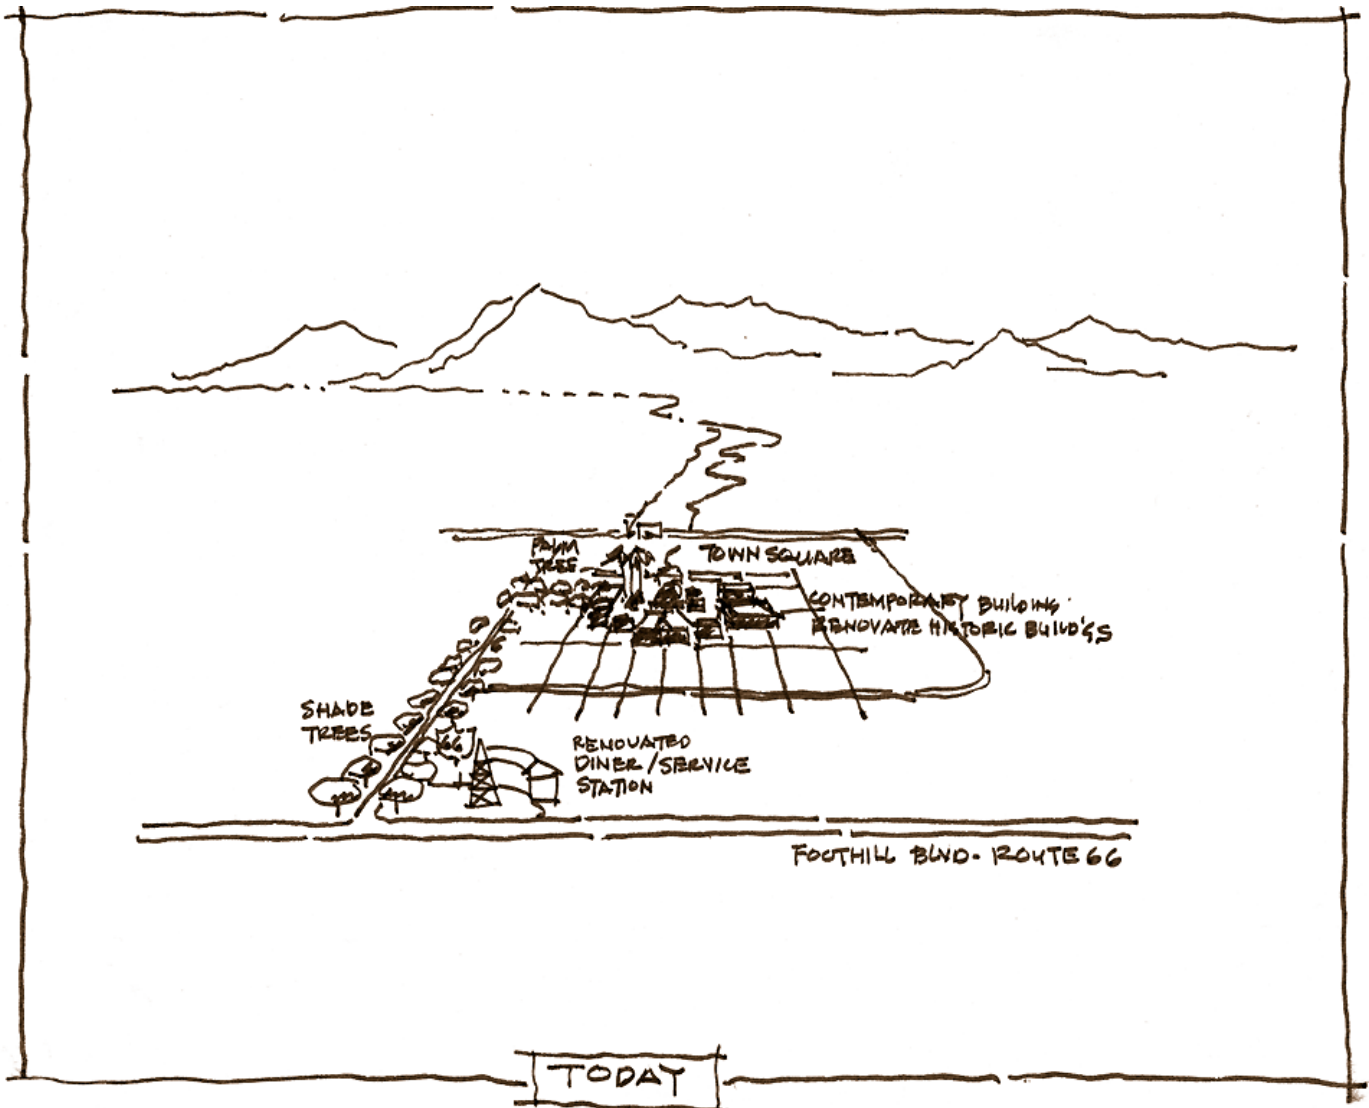 PALM
TREE
TOWN SQUARE
CONTEMPORARY BUILDING
RENOVATE HISTORIC BUILD'GS
SHADE
TREES
66
RENOVATED
DINER/SERVICE
STATION
FOOTHILL BLVD. ROUTE 66
TODAY